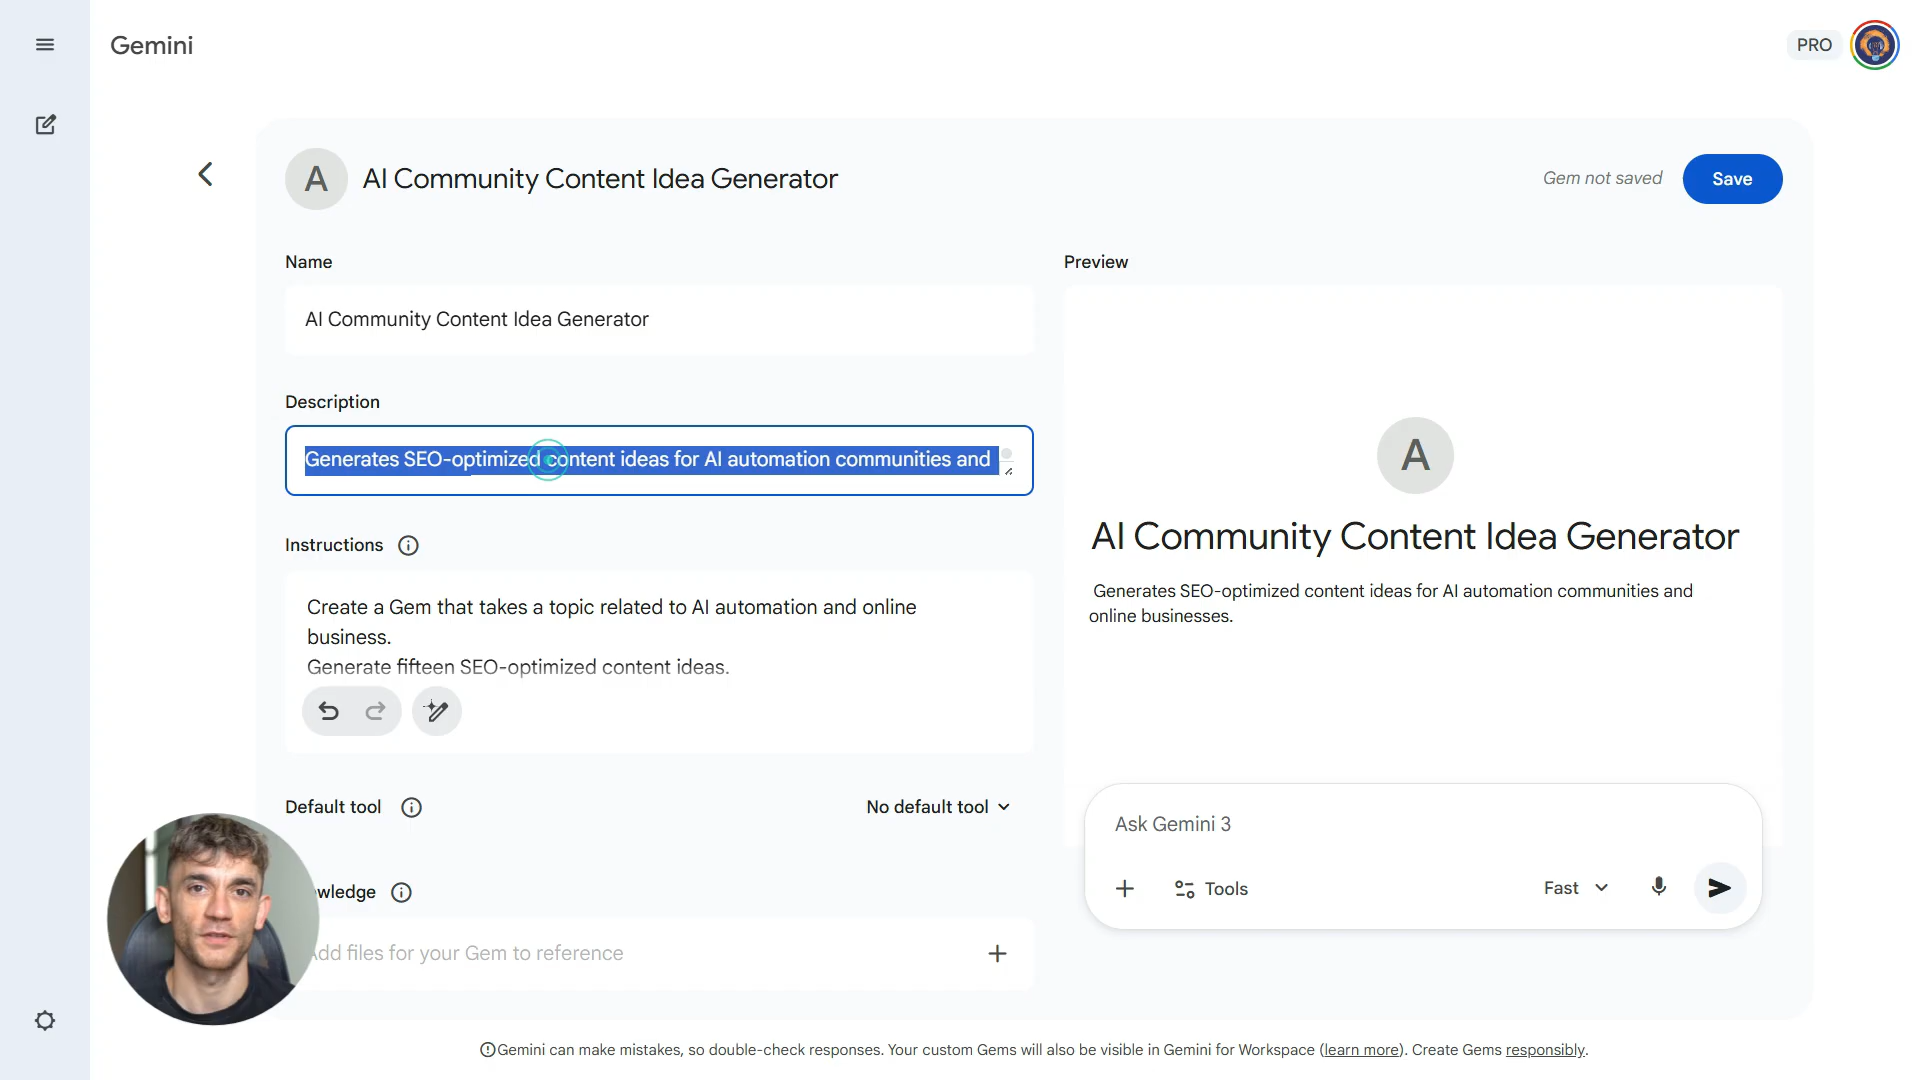 Gemini
PRO
A
AI Community Content Idea Generator
Gem not saved
Save
Name
AI Community Content Idea Generator
Description
Generates SEO-optimized content ideas for AI automation communities and
Instructions
Create a Gem that takes a topic related to AI automation and online
business.
Generate fifteen SEO-optimized content ideas.
Default tool
No default tool
wledge
dd files for your Gem to reference
Preview
A
AI Community Content Idea Generator
Generates SEO-optimized content ideas for AI automation communities and
online businesses.
Ask Gemini 3
Tools
Fast
Gemini can make mistakes, so double-check responses. Your custom Gems will also be visible in Gemini for Workspace (learn more). Create Gems responsibly.